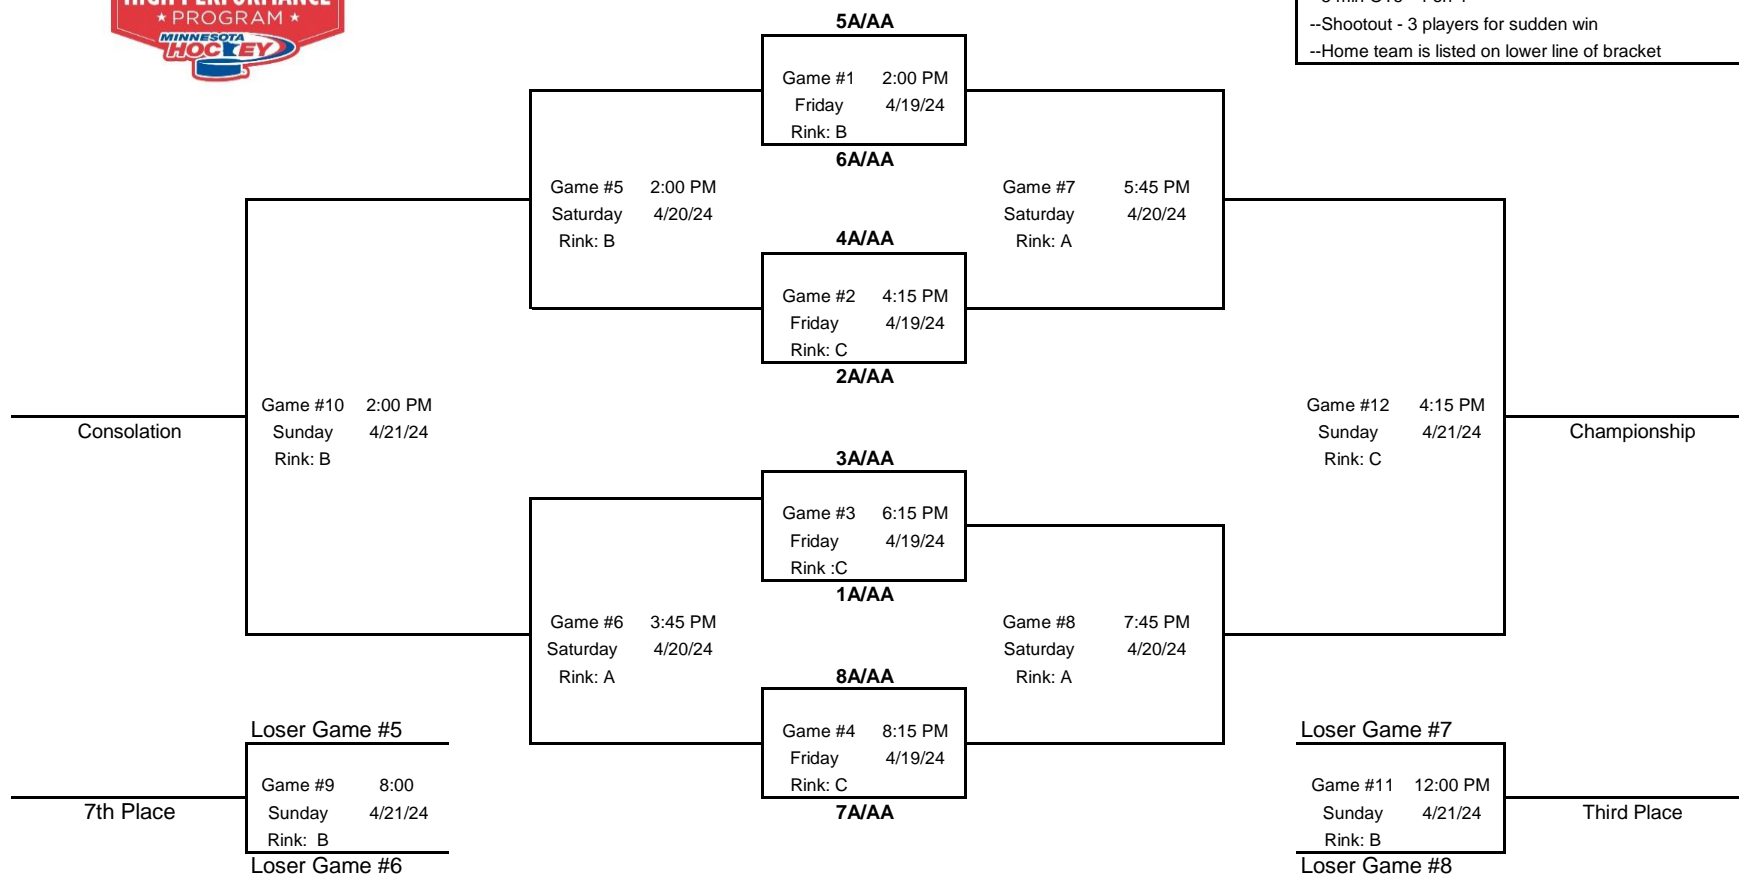 HIGH PERFORMANCE
★ PROGRAM ★
MINNESOTA
HOCKEY
--Shootout - 3 players for sudden win
--Home team is listed on lower line of bracket
5A/AA
Game #1 2:00 PM
Friday 4/19/24
Rink: B
6A/AA
Game #5 2:00 PM
Saturday 4/20/24
Rink: B
Game #7 5:45 PM
Saturday 4/20/24
Rink: A
4A/AA
Game #2 4:15 PM
Friday 4/19/24
Rink: C
2A/AA
Game #10 2:00 PM
Sunday 4/21/24
Rink: B
Consolation
Game #12 4:15 PM
Sunday 4/21/24
Rink: C
Championship
3A/AA
Game #3 6:15 PM
Friday 4/19/24
Rink :C
1A/AA
Game #6 3:45 PM
Saturday 4/20/24
Rink: A
Game #8 7:45 PM
Saturday 4/20/24
Rink: A
8A/AA
Game #4 8:15 PM
Friday 4/19/24
Rink: C
7A/AA
Loser Game #5
Game #9 8:00
Sunday 4/21/24
Rink: B
Loser Game #6
7th Place
Loser Game #7
Game #11 12:00 PM
Sunday 4/21/24
Rink: B
Loser Game #8
Third Place